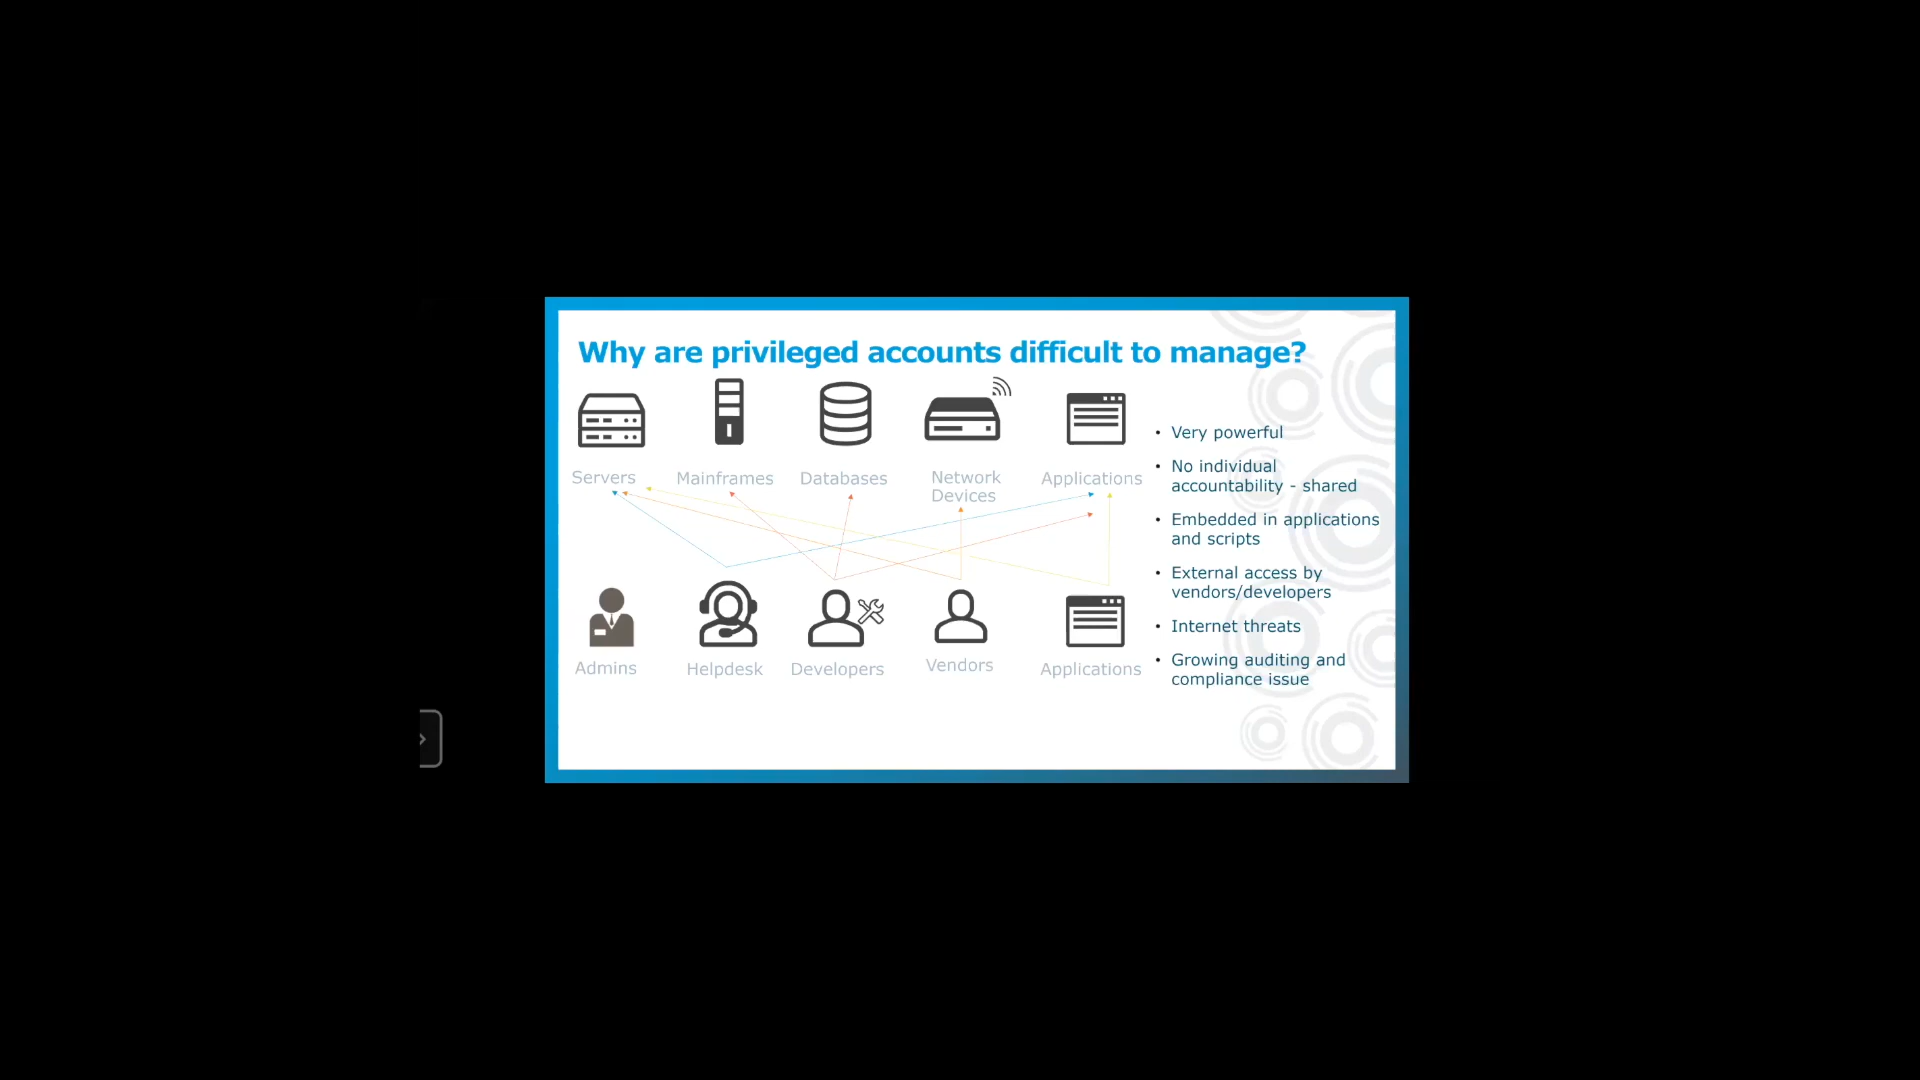 Why are privileged accounts difficult to manage?
Servers
Mainframes
Databases
Network
Devices
Applications
Admins
Helpdesk
Developers
Vendors
Applications
• Very powerful
• No individual
accountability - shared
• Embedded in applications
and scripts
• External access by
vendors/developers
• Internet threats
• Growing auditing and
compliance issue